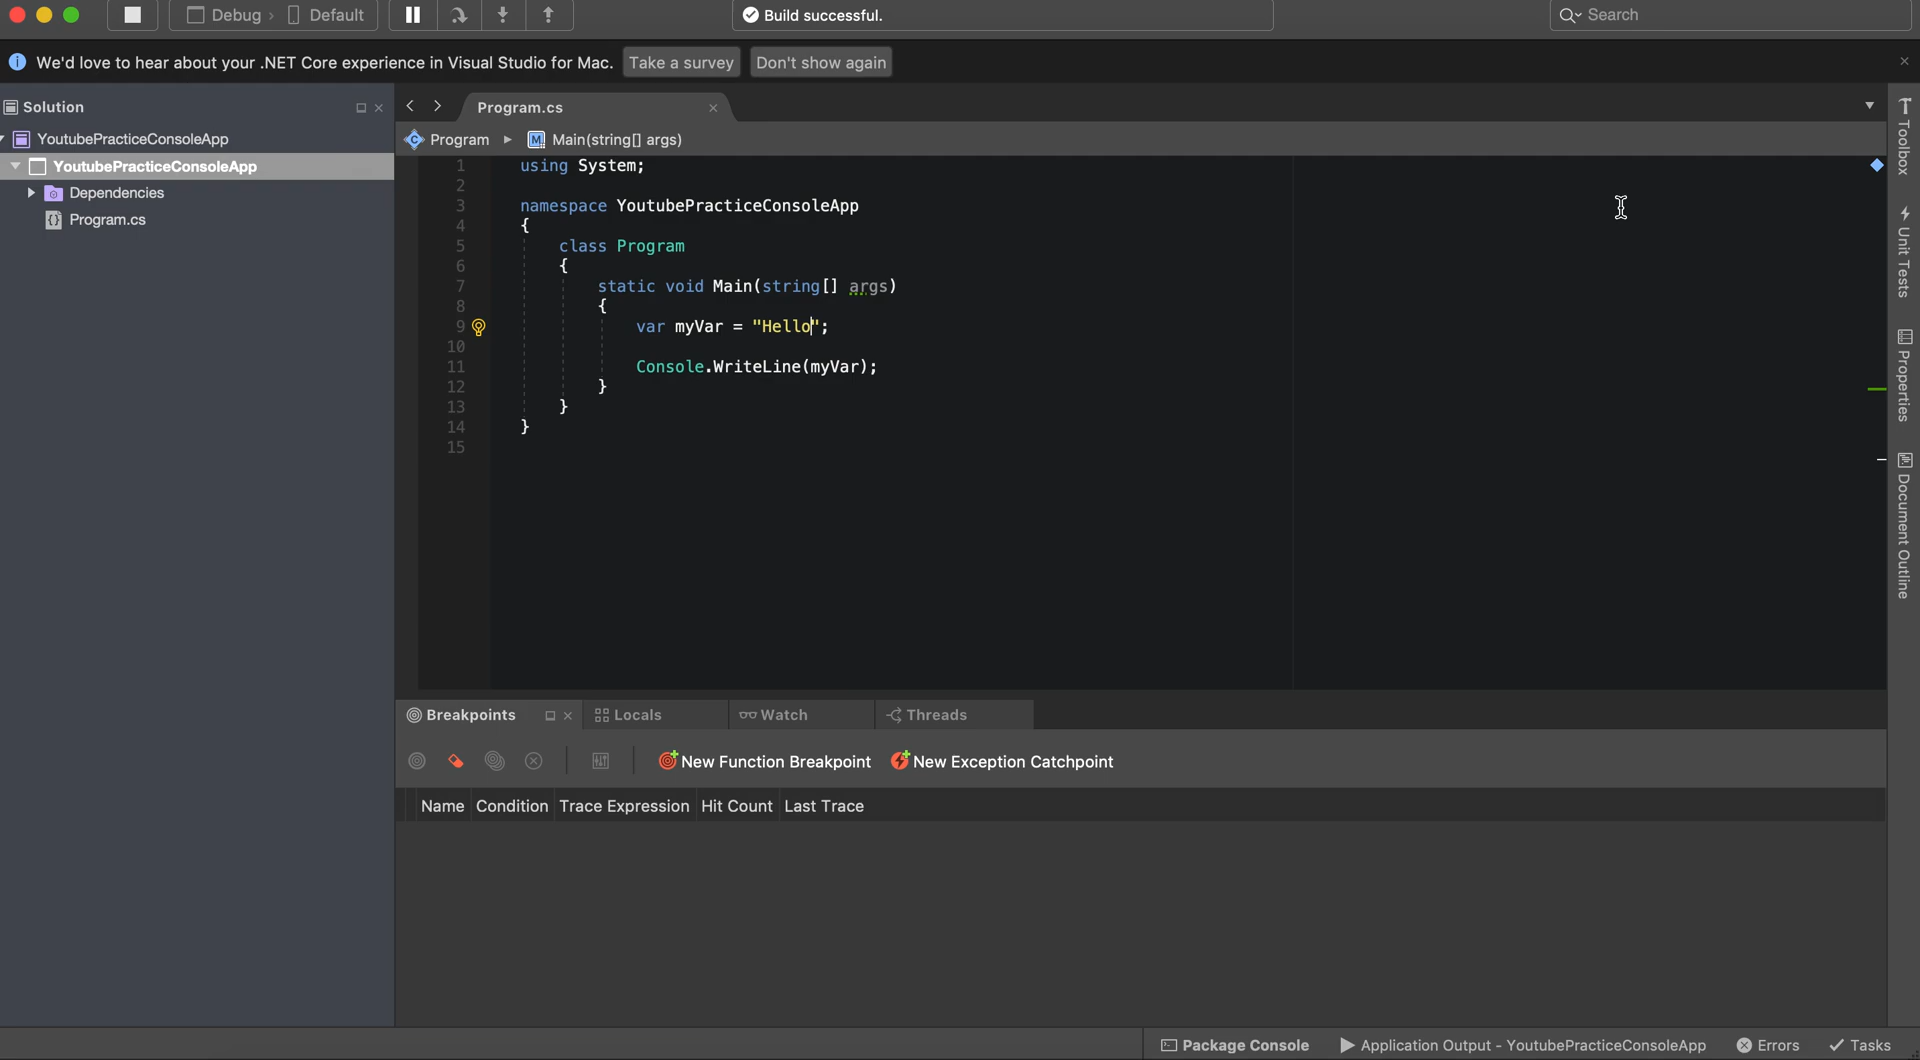 Debug › Default
Build successful.
Search
We'd love to hear about your .NET Core experience in Visual Studio for Mac. Take a survey Don't show again
Solution
YoutubePracticeConsoleApp
YoutubePracticeConsoleApp
Dependencies
Program.cs
Program.cs
Program Main(string[] args)
1 using System;
2
3 namespace YoutubePracticeConsoleApp
4 {
5 class Program
6 {
7 static void Main(string[] args)
8 {
9 var myVar = "Hello";
10
11 Console.WriteLine(myVar);
12 }
13 }
14 }
15
Toolbox
Unit Tests
Properties
Document Outline
Breakpoints Locals Watch Threads
New Function Breakpoint New Exception Catchpoint
Name Condition Trace Expression Hit Count Last Trace
Package Console Application Output - YoutubePracticeConsoleApp Errors Tasks